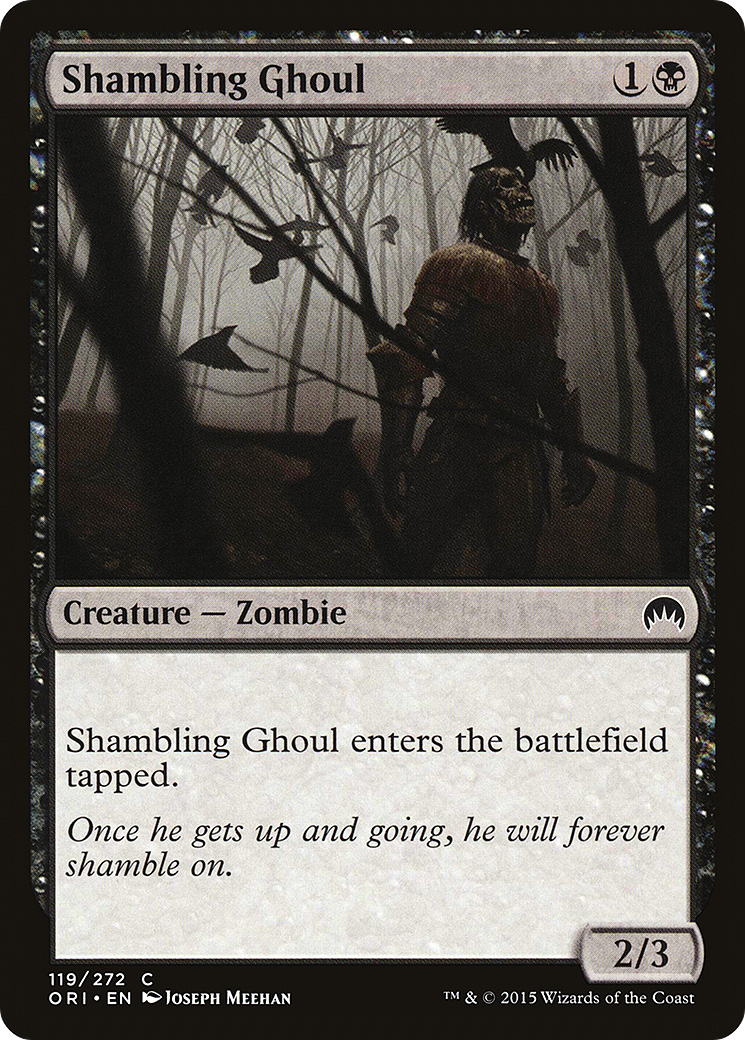 Shambling Ghoul 1
Creature — Zombie
Shambling Ghoul enters the battlefield
tapped.
Once he gets up and going, he will forever
shamble on.
2/3
119/272 C
ORI • EN Joseph Meehan
™ & © 2015 Wizards of the Coast